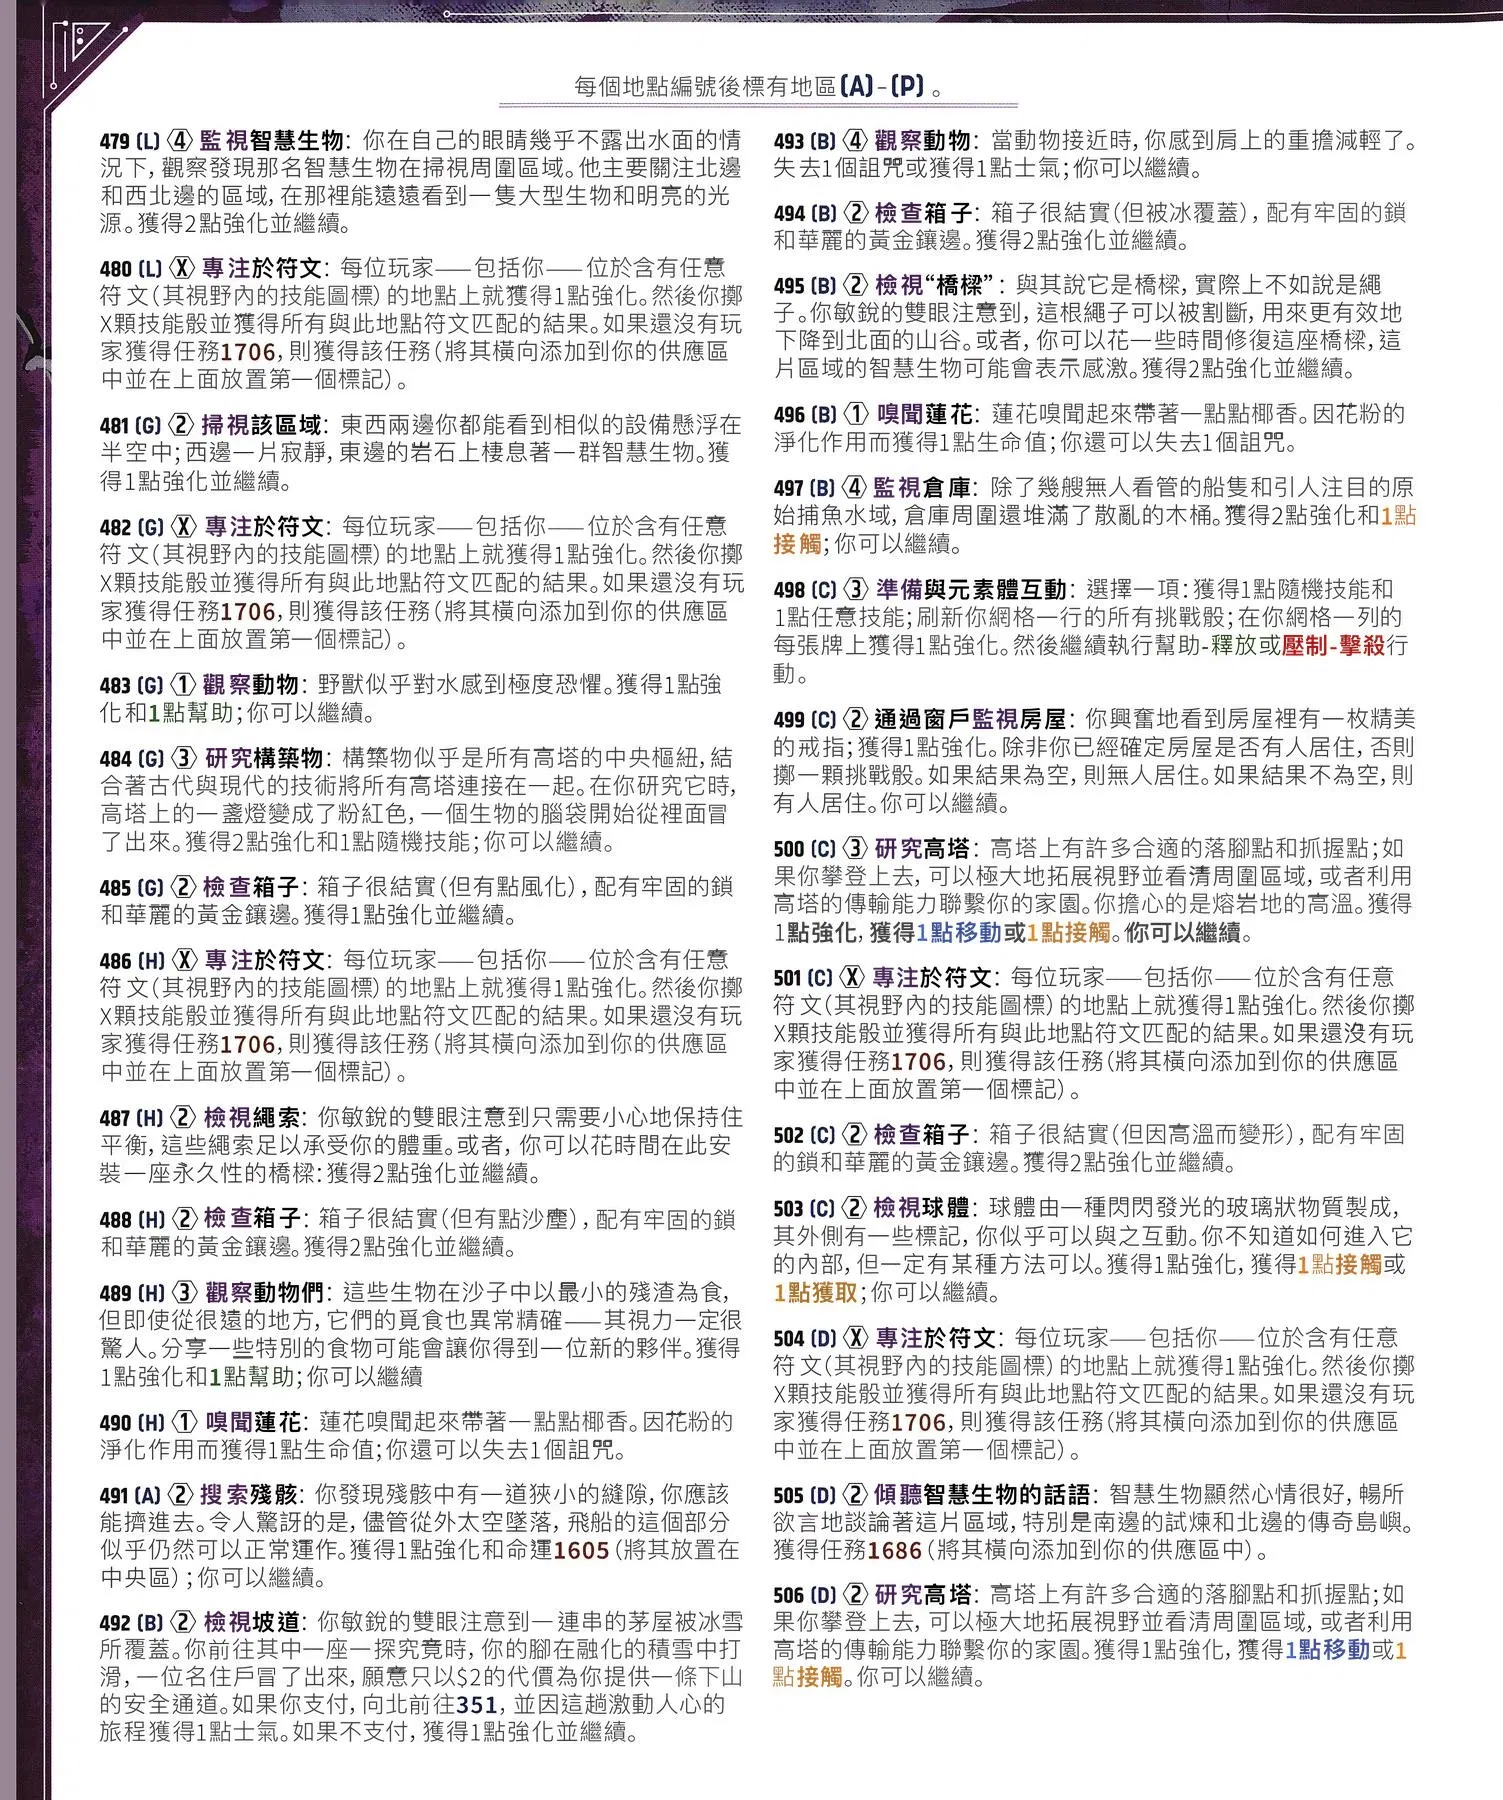 每個地點編號後標有地區(A)-(P)。
479 (L) 4 監視智慧生物：你在自己的眼睛幾乎不露出水面的情
況下，觀察發現那名智慧生物在掃視周圍區域。他主要關注北邊
和西北邊的區域，在那裡能遠遠看到一隻大型生物和明亮的光
源。獲得2點強化並繼續。
480 (L) X 專注於符文：每位玩家——包括你——位於含有任意
符文（其視野內的技能圖標）的地點上就獲得1點強化。然後你擲
X顆技能骰並獲得所有與此地點符文匹配的結果。如果還沒有玩
家獲得任務1706，則獲得該任務（將其橫向添加到你的供應區
中並在上面放置第一個標記）。
481 (G) 2 掃視該區域：東西兩邊你都能看到相似的設備懸浮在
半空中；西邊一片寂靜，東邊的岩石上棲息著一群智慧生物。獲
得1點強化並繼續。
482 (G) X 專注於符文：每位玩家——包括你——位於含有任意
符文（其視野內的技能圖標）的地點上就獲得1點強化。然後你擲
X顆技能骰並獲得所有與此地點符文匹配的結果。如果還沒有玩
家獲得任務1706，則獲得該任務（將其橫向添加到你的供應區
中並在上面放置第一個標記）。
483 (G) 1 觀察動物：野獸似乎對水感到極度恐懼。獲得1點強
化和1點幫助；你可以繼續。
484 (G) 3 研究構築物：構築物似乎是所有高塔的中央樞紐，結
合著古代與現代的技術將所有高塔連接在一起。在你研究它時，
高塔上的一盞燈變成了粉紅色，一個生物的腦袋開始從裡面冒
了出來。獲得2點強化和1點隨機技能；你可以繼續。
485 (G) 2 檢查箱子：箱子很結實（但有點風化），配有牢固的鎖
和華麗的黃金鑲邊。獲得1點強化並繼續。
486 (H) X 專注於符文：每位玩家——包括你——位於含有任意
符文（其視野內的技能圖標）的地點上就獲得1點強化。然後你擲
X顆技能骰並獲得所有與此地點符文匹配的結果。如果還沒有玩
家獲得任務1706，則獲得該任務（將其橫向添加到你的供應區
中並在上面放置第一個標記）。
487 (H) 2 檢視繩索：你敏銳的雙眼注意到只需要小心地保持住
平衡，這些繩索足以承受你的體重。或者，你可以花時間在此安
裝一座永久性的橋樑：獲得2點強化並繼續。
488 (H) 2 檢查箱子：箱子很結實（但有點沙塵），配有牢固的鎖
和華麗的黃金鑲邊。獲得2點強化並繼續。
489 (H) 3 觀察動物們：這些生物在沙子中以最小的殘渣為食，
但即使從很遠的地方，它們的覓食也異常精確——其視力一定很
驚人。分享一些特別的食物可能會讓你得到一位新的夥伴。獲得
1點強化和1點幫助；你可以繼續
490 (H) 1 嗅聞蓮花：蓮花嗅聞起來帶著一點點椰香。因花粉的
淨化作用而獲得1點生命值；你還可以失去1個詛咒。
491 (A) 2 搜索殘骸：你發現殘骸中有一道狹小的縫隙，你應該
能擠進去。令人驚訝的是，儘管從外太空墜落，飛船的這個部分
似乎仍然可以正常運作。獲得1點強化和命運1605（將其放置在
中央區）；你可以繼續。
492 (B) 2 檢視坡道：你敏銳的雙眼注意到一連串的茅屋被冰雪
所覆蓋。你前往其中一座一探究竟時，你的腳在融化的積雪中打
滑，一位名住戶冒了出來，願意只以$2的代價為你提供一條下山
的安全通道。如果你支付，向北前往351，並因這趟激動人心的
旅程獲得1點士氣。如果不支付，獲得1點強化並繼續。
493 (B) 4 觀察動物：當動物接近時，你感到肩上的重擔減輕了。
失去1個詛咒或獲得1點士氣；你可以繼續。
494 (B) 2 檢查箱子：箱子很結實（但被冰覆蓋），配有牢固的鎖
和華麗的黃金鑲邊。獲得2點強化並繼續。
495 (B) 2 檢視“橋樑”：與其說它是橋樑，實際上不如說是繩
子。你敏銳的雙眼注意到，這根繩子可以被割斷，用來更有效地
下降到北面的山谷。或者，你可以花一些時間修復這座橋樑，這
片區域的智慧生物可能會表示感激。獲得2點強化並繼續。
496 (B) 1 嗅聞蓮花：蓮花嗅聞起來帶著一點點椰香。因花粉的
淨化作用而獲得1點生命值；你還可以失去1個詛咒。
497 (B) 4 監視倉庫：除了幾艘無人看管的船隻和引人注目的原
始捕魚水域，倉庫周圍還堆滿了散亂的木桶。獲得2點強化和1點
接觸；你可以繼續。
498 (C) 3 準備與元素體互動：選擇一項：獲得1點隨機技能和
1點任意技能；刷新你網格一行的所有挑戰骰；在你網格一列的
每張牌上獲得1點強化。然後繼續執行幫助-釋放或壓制-擊殺行
動。
499 (C) 2 通過窗戶監視房屋：你興奮地看到房屋裡有一枚精美
的戒指；獲得1點強化。除非你已經確定房屋是否有人居住，否則
擲一顆挑戰骰。如果結果為空，則無人居住。如果結果不為空，則
有人居住。你可以繼續。
500 (C) 3 研究高塔：高塔上有許多合適的落腳點和抓握點；如
果你攀登上去，可以極大地拓展視野並看清周圍區域，或者利用
高塔的傳輸能力聯繫你的家園。你擔心的是熔岩地的高溫。獲得
1點強化，獲得1點移動或1點接觸。你可以繼續。
501 (C) X 專注於符文：每位玩家——包括你——位於含有任意
符文（其視野內的技能圖標）的地點上就獲得1點強化。然後你擲
X顆技能骰並獲得所有與此地點符文匹配的結果。如果還沒有玩
家獲得任務1706，則獲得該任務（將其橫向添加到你的供應區
中並在上面放置第一個標記）。
502 (C) 2 檢查箱子：箱子很結實（但因高溫而變形），配有牢固
的鎖和華麗的黃金鑲邊。獲得2點強化並繼續。
503 (C) 2 檢視球體：球體由一種閃閃發光的玻璃狀物質製成，
其外側有一些標記，你似乎可以與之互動。你不知道如何進入它
的內部，但一定有某種方法可以。獲得1點強化，獲得1點接觸或
1點獲取；你可以繼續。
504 (D) X 專注於符文：每位玩家——包括你——位於含有任意
符文（其視野內的技能圖標）的地點上就獲得1點強化。然後你擲
X顆技能骰並獲得所有與此地點符文匹配的結果。如果還沒有玩
家獲得任務1706，則獲得該任務（將其橫向添加到你的供應區
中並在上面放置第一個標記）。
505 (D) 2 傾聽智慧生物的話語：智慧生物顯然心情很好，暢所
欲言地談論著這片區域，特別是南邊的試煉和北邊的傳奇島嶼。
獲得任務1686（將其橫向添加到你的供應區中）。
506 (D) 2 研究高塔：高塔上有許多合適的落腳點和抓握點；如
果你攀登上去，可以極大地拓展視野並看清周圍區域，或者利用
高塔的傳輸能力聯繫你的家園。獲得1點強化，獲得1點移動或1
點接觸。你可以繼續。